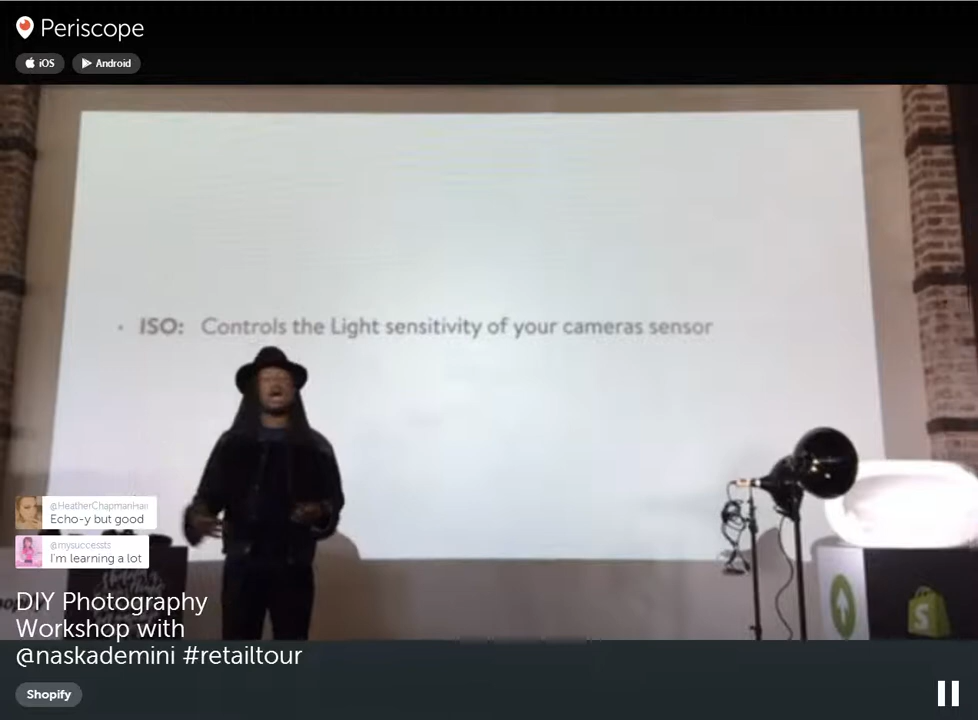 Periscope
iOS
Android
• ISO: Controls the Light sensitivity of your cameras sensor
Echo-y but good
@mysuccessts
I'm learning a lot
DIY Photography
Workshop with
@naskademini #retailtour
Shopify